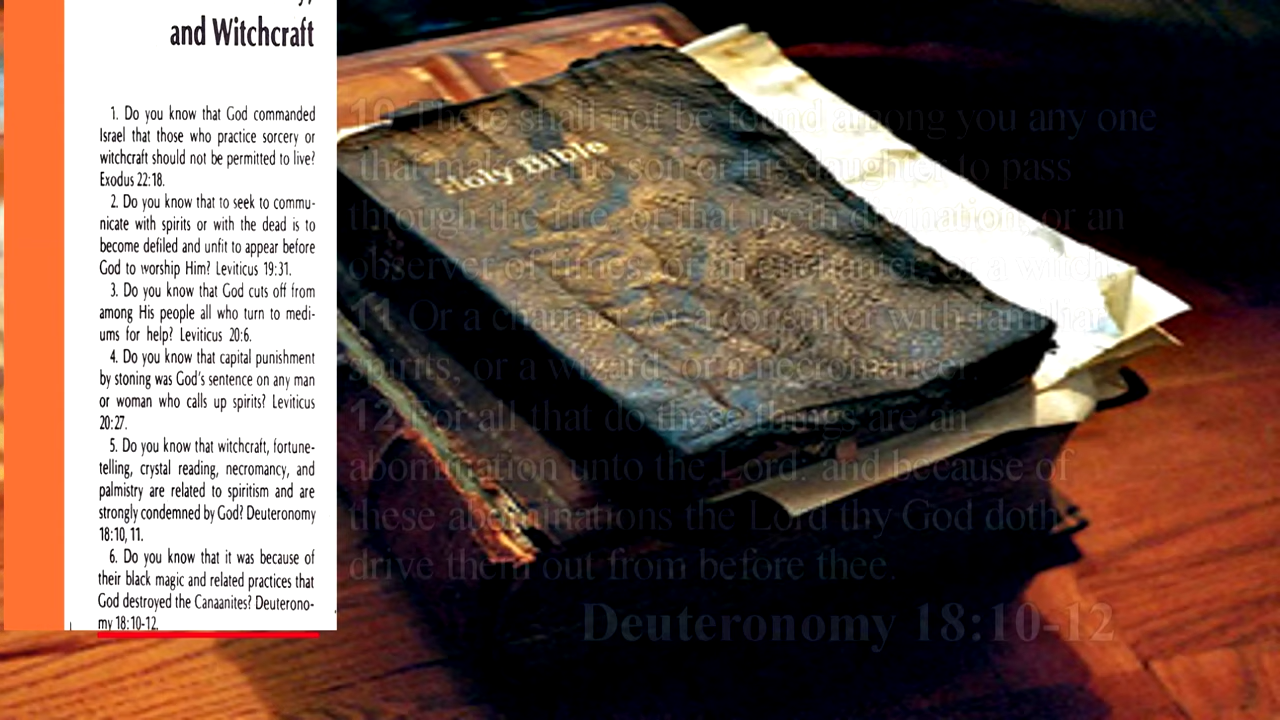 and Witchcraft
1. Do you know that God commanded
Israel that those who practice sorcery or
witchcraft should not be permitted to live?
Exodus 22:18.
2. Do you know that to seek to commu-
nicate with spirits or with the dead is to
become defiled and unfit to appear before
God to worship Him? Leviticus 19:31.
3. Do you know that God cuts off from
among His people all who turn to medi-
ums for help? Leviticus 20:6.
4. Do you know that capital punishment
by stoning was God's sentence on any man
or woman who calls up spirits? Leviticus
20:27.
5. Do you know that witchcraft, fortune-
telling, crystal reading, necromancy, and
palmistry are related to spiritism and are
strongly condemned by God? Deuteronomy
18:10, 11.
6. Do you know that it was because of
their black magic and related practices that
God destroyed the Canaanites? Deuterono-
my 18:10-12.
Holy Bible
10 There shall not be found among you any one
that maketh his son or his daughter to pass
through the fire, or that useth divination, or an
observer of times, or an enchanter, or a witch,
11 Or a charmer, or a consulter with familiar
spirits, or a wizard, or a necromancer.
12 For all that do these things are an
abomination unto the Lord: and because of
these abominations the Lord thy God doth
drive them out from before thee.
Deuteronomy 18:10-12